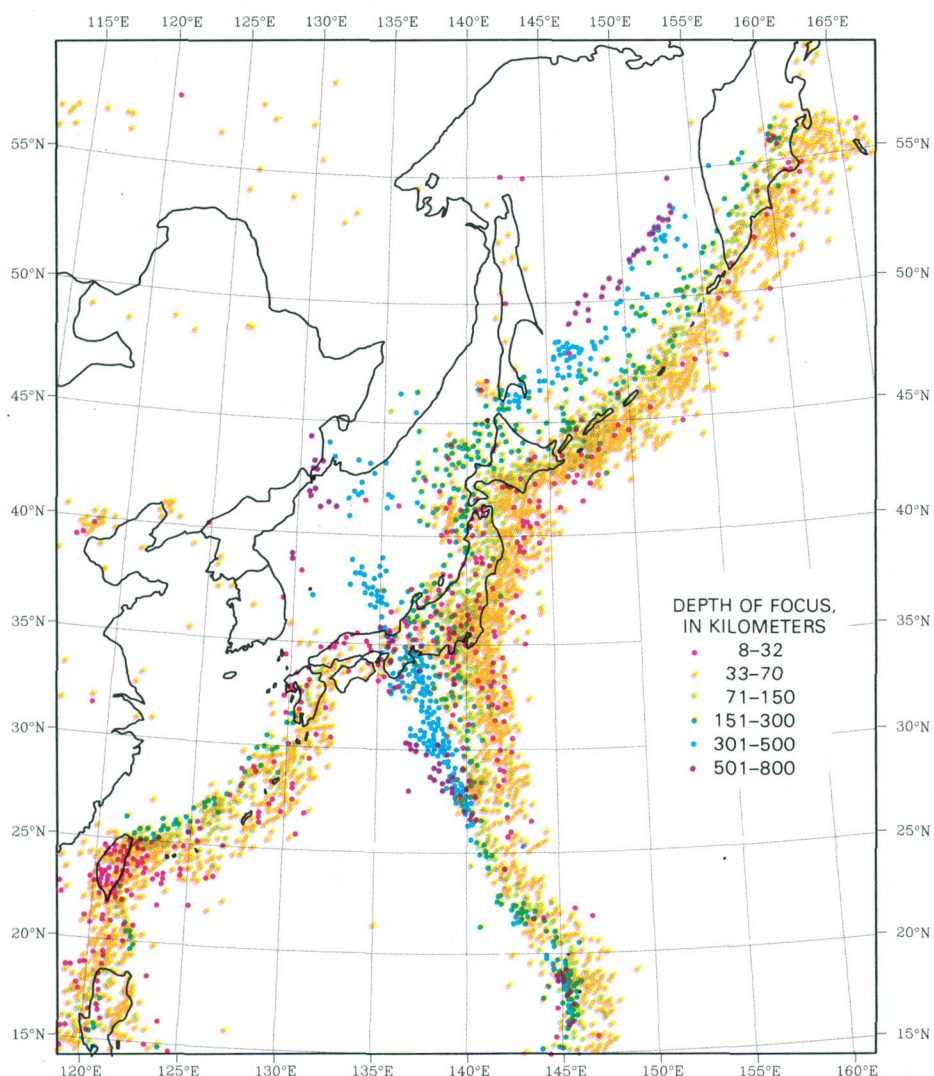 115°E 120°E 125°E 130°E 135°E 140°E 145°E 150°E 155°E 160°E 165°E
55°N 55°N
50°N 50°N
45°N 45°N
40°N 40°N
35°N 35°N
DEPTH OF FOCUS,
IN KILOMETERS
8–32
33–70
71–150
151–300
301–500
501–800
30°N 30°N
25°N 25°N
20°N 20°N
15°N 15°N
120°E 125°E 130°E 135°E 140°E 145°E 150°E 155°E 160°E